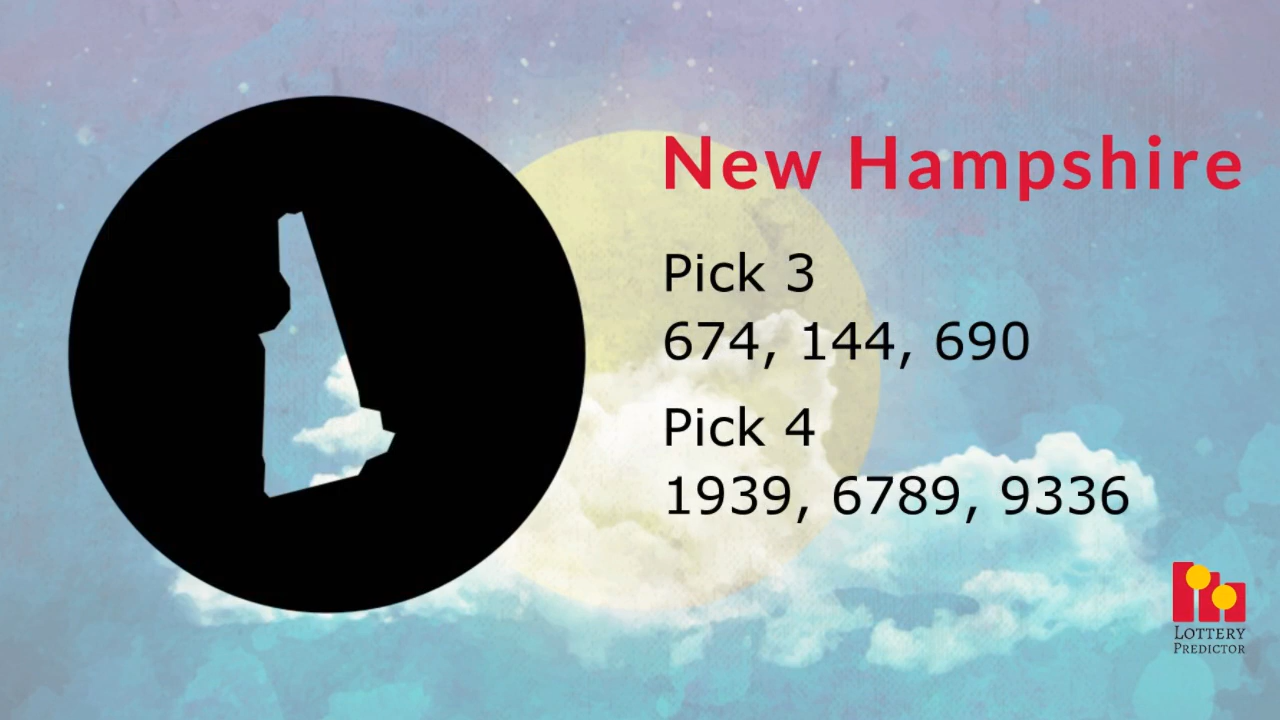 New Hampshire
Pick 3
674, 144, 690
Pick 4
1939, 6789, 9336
LOTTERY
PREDICTOR